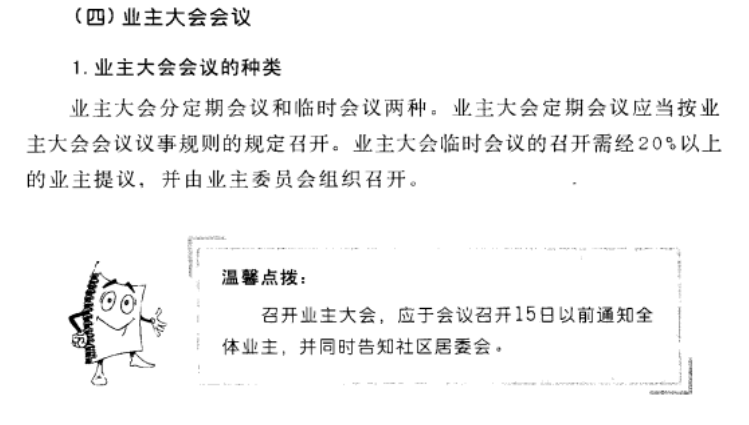 （四）业主大会会议
1. 业主大会会议的种类
业主大会分定期会议和临时会议两种。业主大会定期会议应当按业
主大会会议议事规则的规定召开。业主大会临时会议的召开需经20%以上
的业主提议，并由业主委员会组织召开。
温馨点拨：
召开业主大会，应于会议召开15日以前通知全
体业主，并同时告知社区居委会。